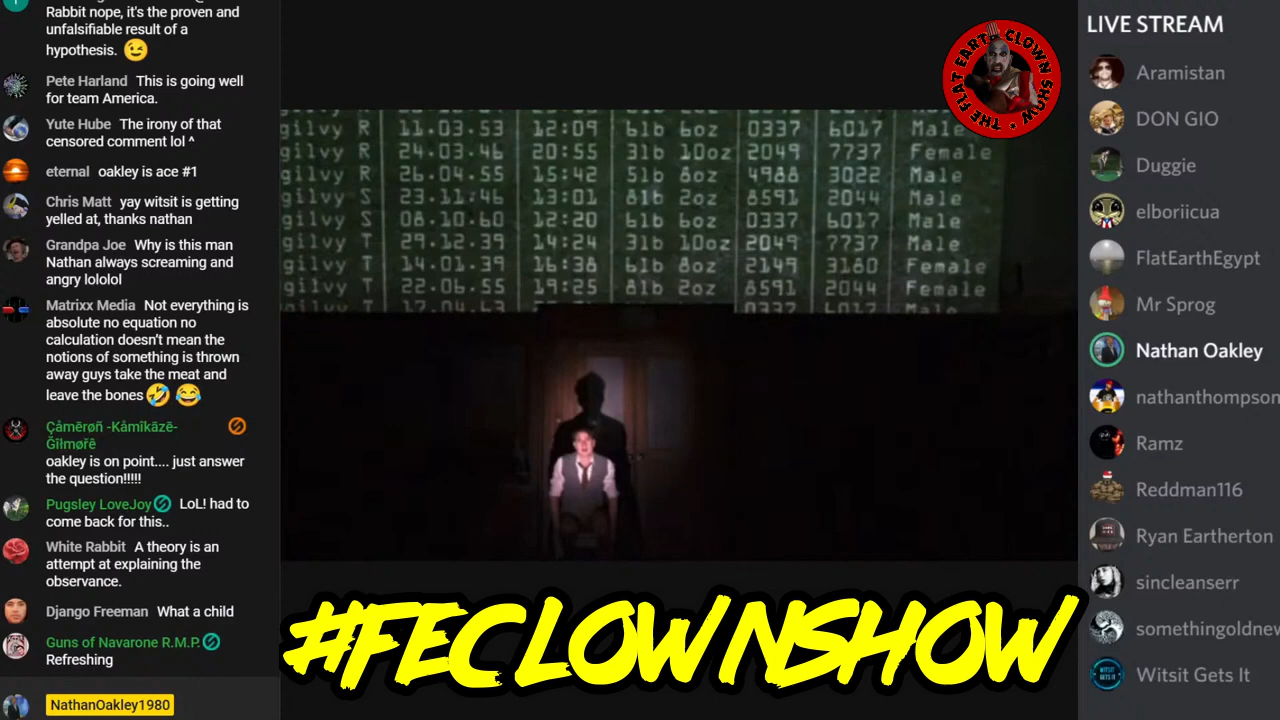 Rabbit nope, it's the proven and
unfalsifiable result of a
hypothesis. 😉
Pete Harland This is going well
for team America.
Yute Hube The irony of that
censored comment lol ^
eternal oakley is ace #1
Chris Matt yay witsit is getting
yelled at, thanks nathan
Grandpa Joe Why is this man
Nathan always screaming and
angry lololol
Matrixx Media Not everything is
absolute no equation no
calculation doesn't mean the
notions of something is thrown
away guys take the meat and
leave the bones🤣 😂
Çåmērøñ -Kåmîkāzē-
Ğîłmøřê
oakley is on point.... just answer
the question!!!!!
Pugsley LoveJoy LoL! had to
come back for this..
White Rabbit A theory is an
attempt at explaining the
observance.
Django Freeman What a child
Guns of Navarone R.M.P.
Refreshing
NathanOakley1980
THE FLAT EARTH CLOWN SHOW
gilvy R 11.03.53 12:09 6lb 6oz 0337 6017 Male
gilvy R 24.03.46 20:55 3lb 10oz 2049 7737 Female
gilvy R 26.04.55 15:42 5lb 8oz 4988 3022 Male
gilvy S 23.11.46 13:01 8lb 2oz 8591 2044 Male
gilvy S 08.10.60 12:20 6lb 6oz 0337 6017 Male
gilvy T 29.12.39 14:24 3lb 10oz 2049 7737 Male
gilvy T 14.01.39 16:38 6lb 8oz 2149 3180 Female
gilvy T 22.06.55 19:25 8lb 2oz 8591 2044 Female
#FECLOWNSHOW
LIVE STREAM
Aramistan
DON GIO
Duggie
elboriicua
FlatEarthEgypt
Mr Sprog
Nathan Oakley
nathanthompson
Ramz
Reddman116
Ryan Eartherton
sincleanserr
somethingoldnew
Witsit Gets It